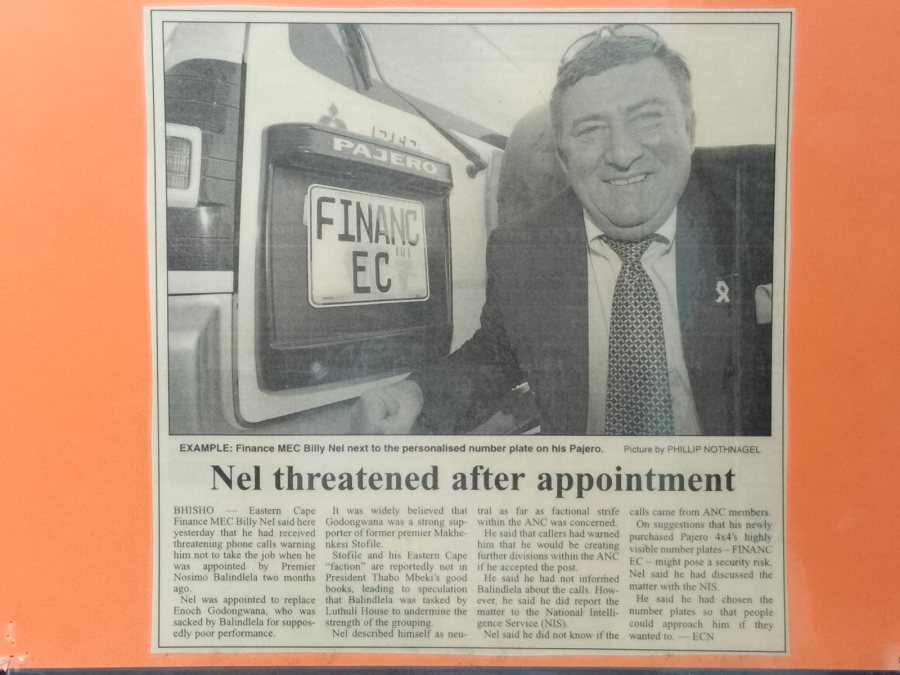 PAJERO
FINANC
EC
EXAMPLE: Finance MEC Billy Nel next to the personalised number plate on his Pajero. Picture by PHILLIP NOTHNAGEL
Nel threatened after appointment
BHISHO — Eastern Cape
Finance MEC Billy Nel said here
yesterday that he had received
threatening phone calls warning
him not to take the job when he
was appointed by Premier
Nosimo Balindlela two months
ago.
Nel was appointed to replace
Enoch Godongwana, who was
sacked by Balindlela for suppos-
edly poor performance.
It was widely believed that
Godongwana was a strong sup-
porter of former premier Makhe-
nkesi Stofile.
Stofile and his Eastern Cape
“faction” are reportedly not in
President Thabo Mbeki’s good
books, leading to speculation
that Balindlela was tasked by
Luthuli House to undermine the
strength of the grouping.
Nel described himself as neu-
tral as far as factional strife
within the ANC was concerned.
He said that callers had warned
him that he would be creating
further divisions within the ANC
if he accepted the post.
He said he had not informed
Balindlela about the calls. How-
ever, he said he did report the
matter to the National Intelli-
gence Service (NIS).
Nel said he did not know if the
calls came from ANC members.
On suggestions that his newly
purchased Pajero 4x4’s highly
visible number plates – FINANC
EC – might pose a security risk,
Nel said he had discussed the
matter with the NIS.
He said he had chosen the
number plates so that people
could approach him if they
wanted to. — ECN